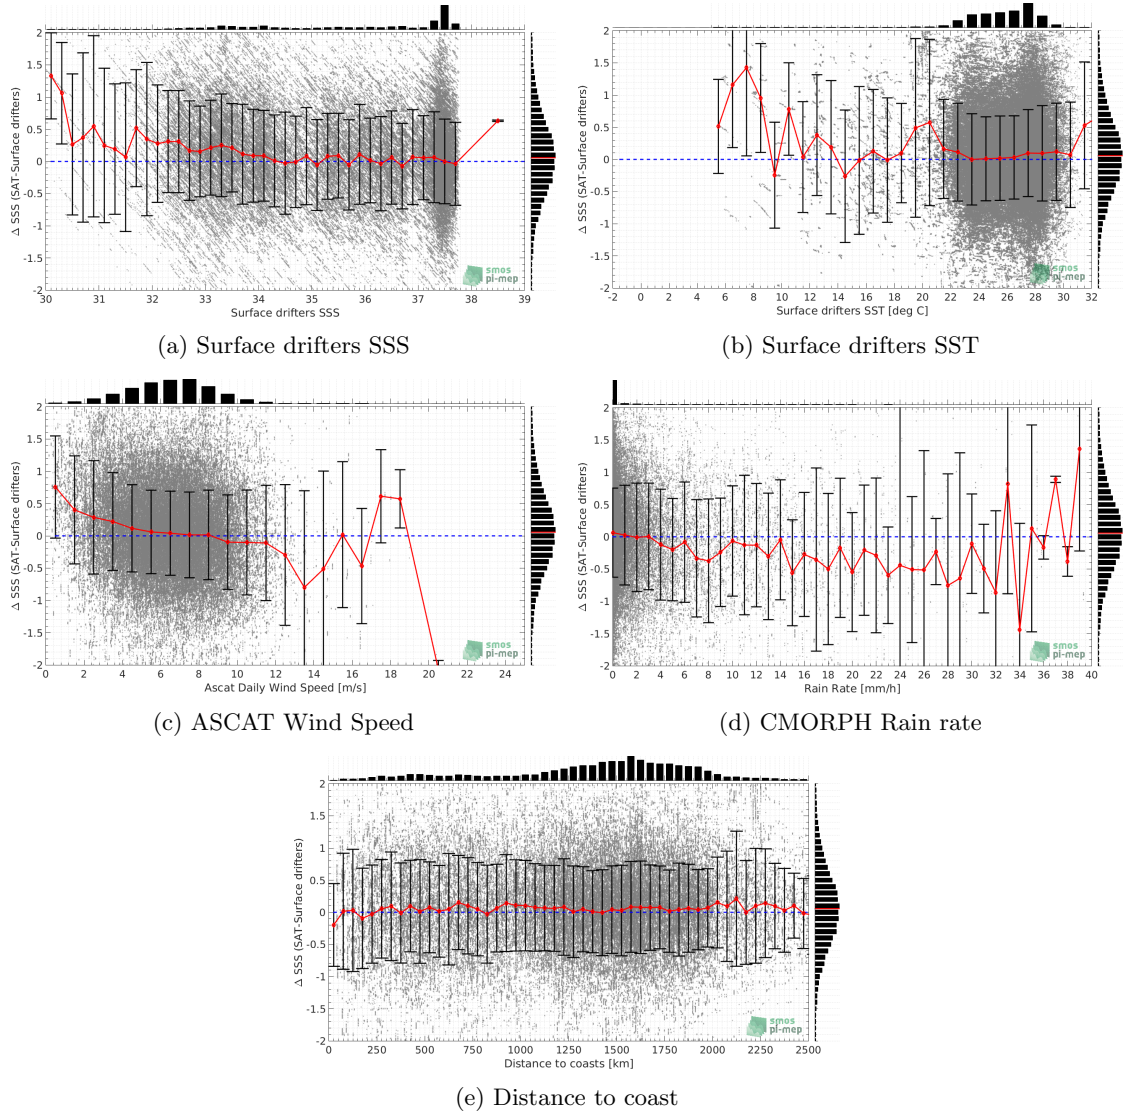 2
1.5
1
0.5
0
-0.5
-1
-1.5
-2
Δ SSS (SAT-Surface drifters)
30 31 32 33 34 35 36 37 38 39
Surface drifters SSS
smos
pi-mep
(a) Surface drifters SSS
2
1.5
1
0.5
0
-0.5
-1
-1.5
-2
Δ SSS (SAT-Surface drifters)
-2 0 2 4 6 8 10 12 14 16 18 20 22 24 26 28 30 32
Surface drifters SST [deg C]
smos
pi-mep
(b) Surface drifters SST
2
1.5
1
0.5
0
-0.5
-1
-1.5
-2
Δ SSS (SAT-Surface drifters)
0 2 4 6 8 10 12 14 16 18 20 22 24
Ascat Daily Wind Speed [m/s]
smos
pi-mep
(c) ASCAT Wind Speed
2
1.5
1
0.5
0
-0.5
-1
-1.5
-2
Δ SSS (SAT-Surface drifters)
0 2 4 6 8 10 12 14 16 18 20 22 24 26 28 30 32 34 36 38 40
Rain Rate [mm/h]
smos
pi-mep
(d) CMORPH Rain rate
2
1.5
1
0.5
0
-0.5
-1
-1.5
-2
Δ SSS (SAT-Surface drifters)
0 250 500 750 1000 1250 1500 1750 2000 2250 2500
Distance to coasts [km]
smos
pi-mep
(e) Distance to coast